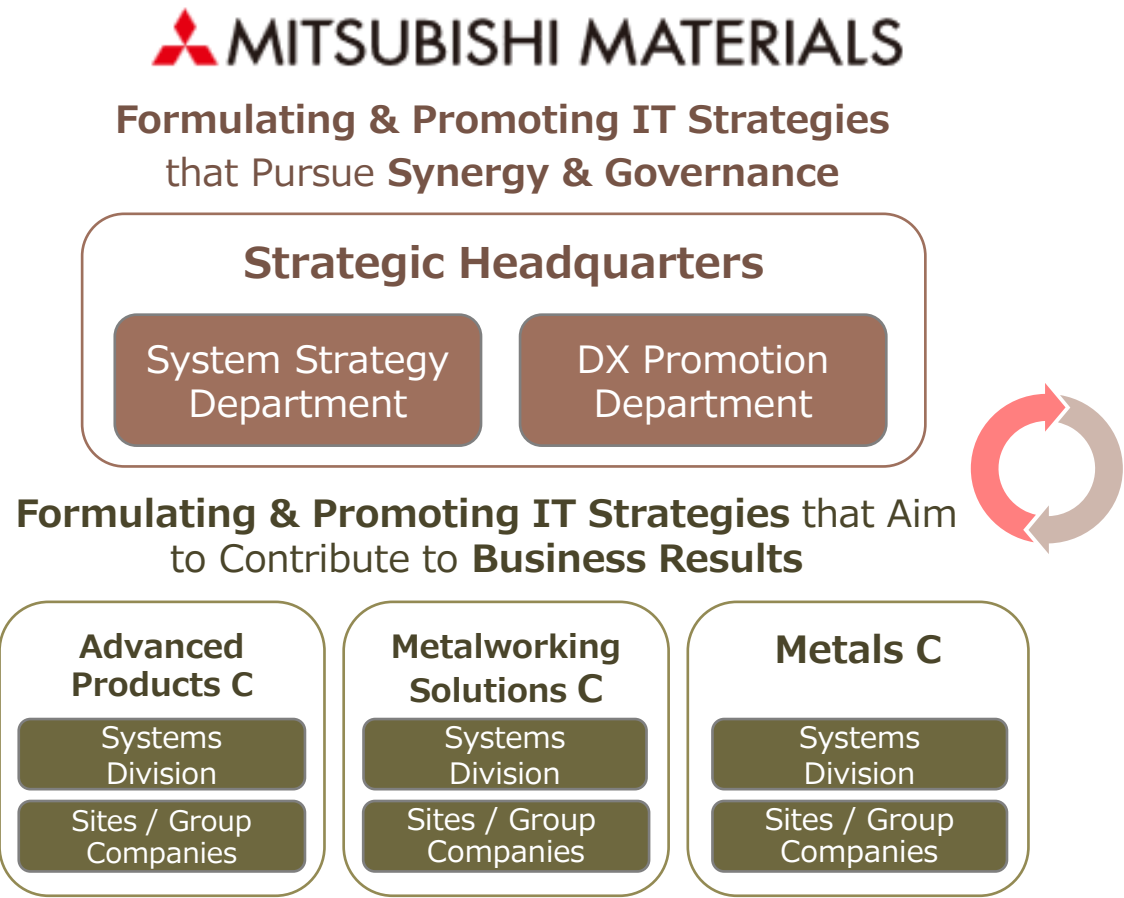 MITSUBISHI MATERIALS
Formulating & Promoting IT Strategies
that Pursue Synergy & Governance
Strategic Headquarters
System Strategy
Department
DX Promotion
Department
Formulating & Promoting IT Strategies that Aim
to Contribute to Business Results
Advanced
Products C
Systems
Division
Sites / Group
Companies
Metalworking
Solutions C
Systems
Division
Sites / Group
Companies
Metals C
Systems
Division
Sites / Group
Companies